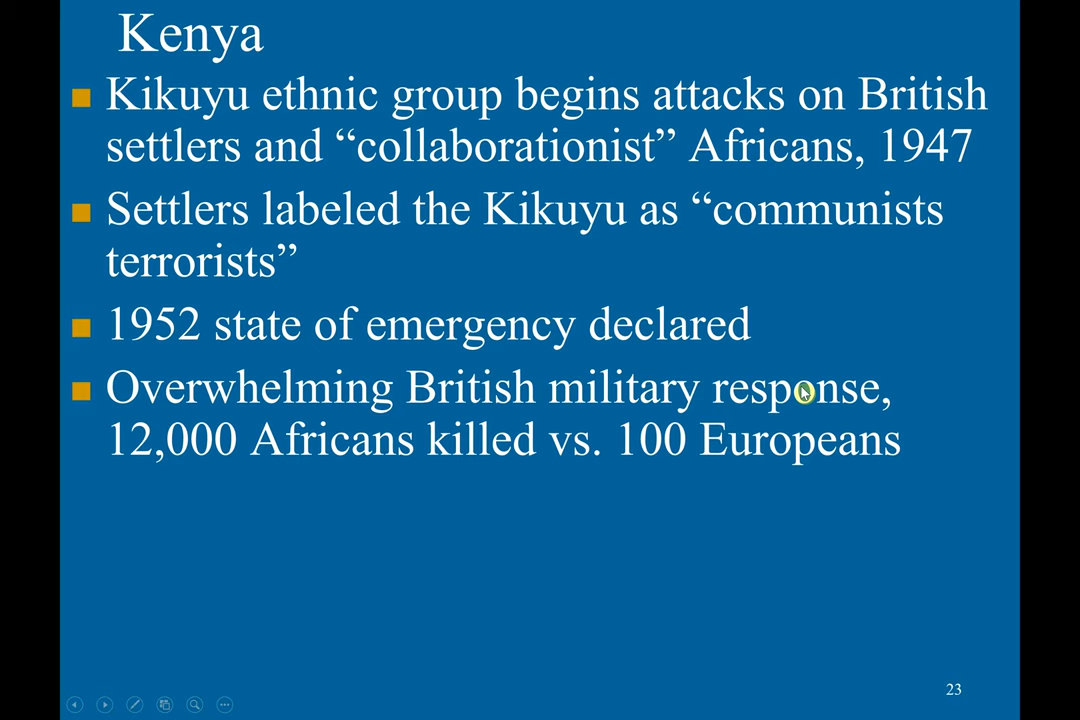 Kenya
Kikuyu ethnic group begins attacks on British
settlers and “collaborationist” Africans, 1947
Settlers labeled the Kikuyu as “communists
terrorists”
1952 state of emergency declared
Overwhelming British military response,
12,000 Africans killed vs. 100 Europeans
23